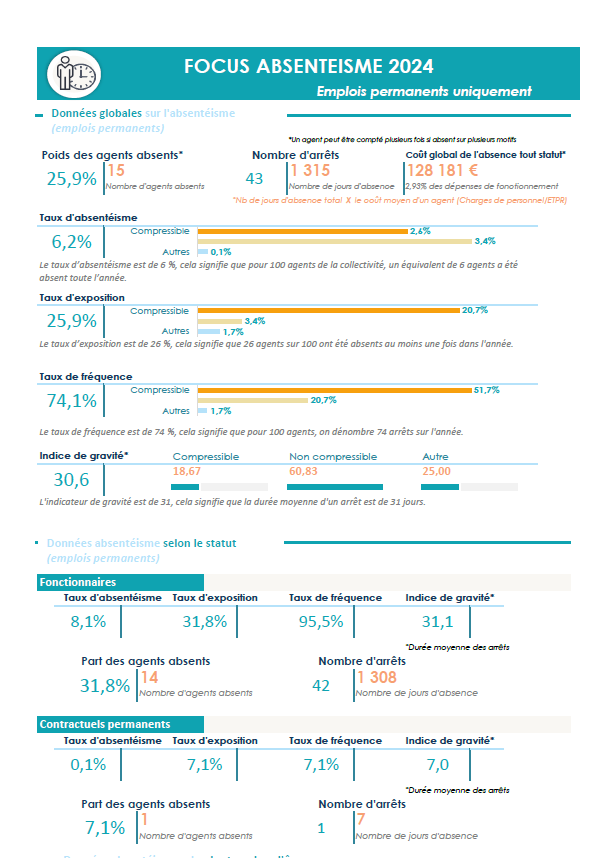 FOCUS ABSENTEISME 2024
Emplois permanents uniquement
Données globales sur l'absentéisme
(emplois permanents)
*Un agent peut être compté plusieurs fois si absent sur plusieurs motifs
Poids des agents absents*
25,9%
15
Nombre d'agents absents
Nombre d'arrêts
43
1 315
Nombre de jours d'absence
Coût global de l'absence tout statut*
128 181 €
2,93% des dépenses de fonctionnement
*Nb de jours d'absence total X le coût moyen d'un agent (Charges de personnel/ETPR)
Taux d'absentéisme
6,2%
Compressible
2,6%
3,4%
Autres
0,1%
Le taux d'absentéisme est de 6 %, cela signifie que pour 100 agents de la collectivité, un équivalent de 6 agents a été
absent toute l'année.
Taux d'exposition
25,9%
Compressible
20,7%
3,4%
Autres
1,7%
Le taux d'exposition est de 26 %, cela signifie que 26 agents sur 100 ont été absents au moins une fois dans l'année.
Taux de fréquence
74,1%
Compressible
51,7%
20,7%
Autres
1,7%
Le taux de fréquence est de 74 %, cela signifie que pour 100 agents, on dénombre 74 arrêts sur l'année.
Indice de gravité*
30,6
Compressible
18,67
Non compressible
60,83
Autre
25,00
L'indicateur de gravité est de 31, cela signifie que la durée moyenne d'un arrêt est de 31 jours.
Données absentéisme selon le statut
(emplois permanents)
Fonctionnaires
Taux d'absentéisme Taux d'exposition Taux de fréquence Indice de gravité*
8,1% 31,8% 95,5% 31,1
*Durée moyenne des arrêts
Part des agents absents
31,8%
14
Nombre d'agents absents
Nombre d'arrêts
42
1 308
Nombre de jours d'absence
Contractuels permanents
Taux d'absentéisme Taux d'exposition Taux de fréquence Indice de gravité*
0,1% 7,1% 7,1% 7,0
*Durée moyenne des arrêts
Part des agents absents
7,1%
1
Nombre d'agents absents
Nombre d'arrêts
1
7
Nombre de jours d'absence